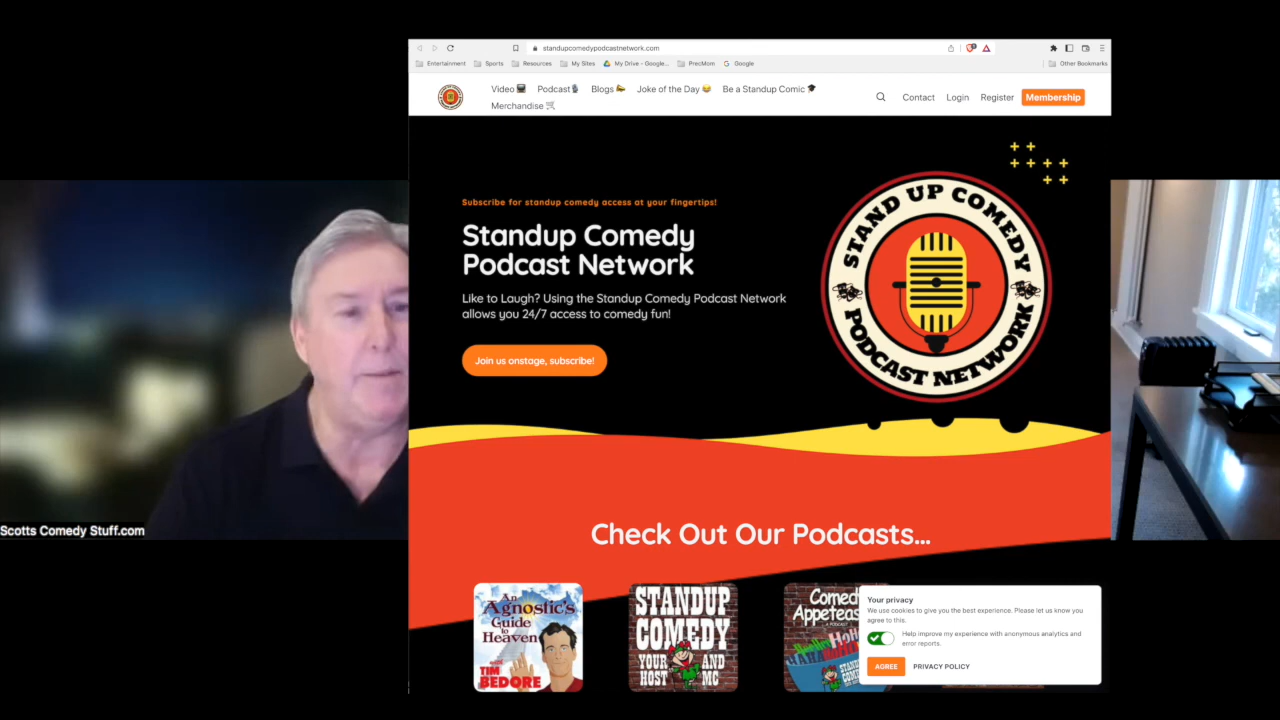 standupcomedypodcastnetwork.com
Entertainment Sports Resources My Sites My Drive – Google... PrecMom Google Other Bookmarks
Video Podcast Blogs Joke of the Day Be a Standup Comic
Merchandise
Contact Login Register Membership
Subscribe for standup comedy access at your fingertips!
Standup Comedy
Podcast Network
Like to Laugh? Using the Standup Comedy Podcast Network
allows you 24/7 access to comedy fun!
Join us onstage, subscribe!
STAND UP COMEDY
PODCAST NETWORK
Scotts Comedy Stuff.com
Check Out Our Podcasts...
An
Agnostic's
Guide
to
Heaven
with
TIM
BEDORE
STANDUP
COMEDY
YOUR AND
HOST MC
Comed
Appeteas
...A PODCAST
Your privacy
We use cookies to give you the best experience. Please let us know you
agree to this.
Help improve my experience with anonymous analytics and
error reports.
AGREE PRIVACY POLICY